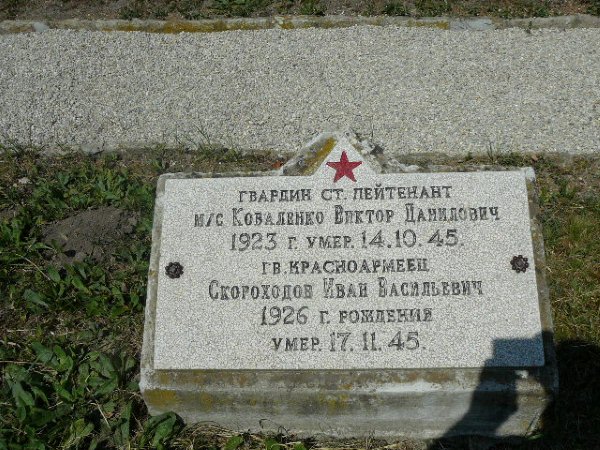 ГВАРДИИ СТ. ЛЕЙТЕНАНТ
М/С КОВАЛЕНКО ВИКТОР ДАНИЛОВИЧ
1923 Г. УМЕР. 14.10.45.
ГВ. КРАСНОАРМЕЕЦ
СКОРОХОДОВ ИВАН ВАСИЛЬЕВИЧ
1926 Г. РОЖДЕНИЯ
УМЕР. 17.11.45.